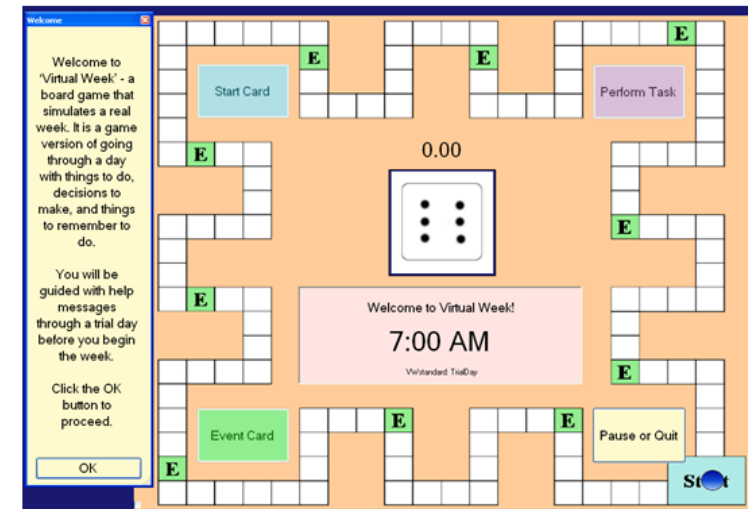 Welcome
Welcome to
'Virtual Week' - a
board game that
simulates a real
week. It is a game
version of going
through a day
with things to do,
decisions to
make, and things
to remember to
do.
You will be
guided with help
messages
through a trial day
before you begin
the week.
Click the OK
button to
proceed.
OK
E
E
E
Start Card
Perform Task
0.00
E
E
Welcome to Virtual Week!
7:00 AM
VWstandard: TrialDay
E
E
Event Card
E
E
Pause or Quit
E
St t